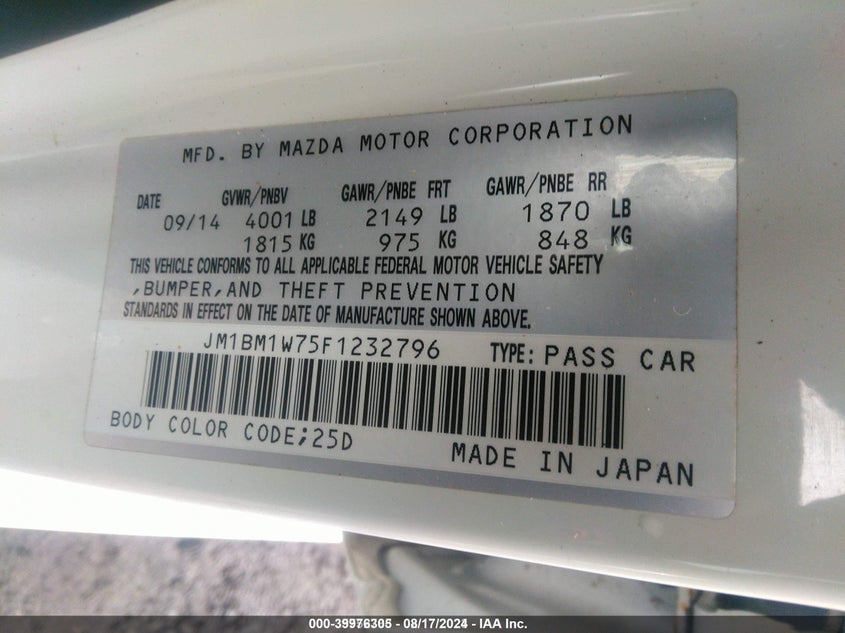 MFD. BY MAZDA MOTOR CORPORATION
DATE GVWR/PNBV GAWR/PNBE FRT GAWR/PNBE RR
09/14 4001 LB 2149 LB 1870 LB
1815 KG 975 KG 848 KG
THIS VEHICLE CONFORMS TO ALL APPLICABLE FEDERAL MOTOR VEHICLE SAFETY
,BUMPER,AND THEFT PREVENTION
STANDARDS IN EFFECT ON THE DATE OF MANUFACTURE SHOWN ABOVE.
JM1BM1W75F1232796 TYPE: PASS CAR
BODY COLOR CODE;25D
MADE IN JAPAN
000-39976305 - 08/17/2024 - IAA Inc.